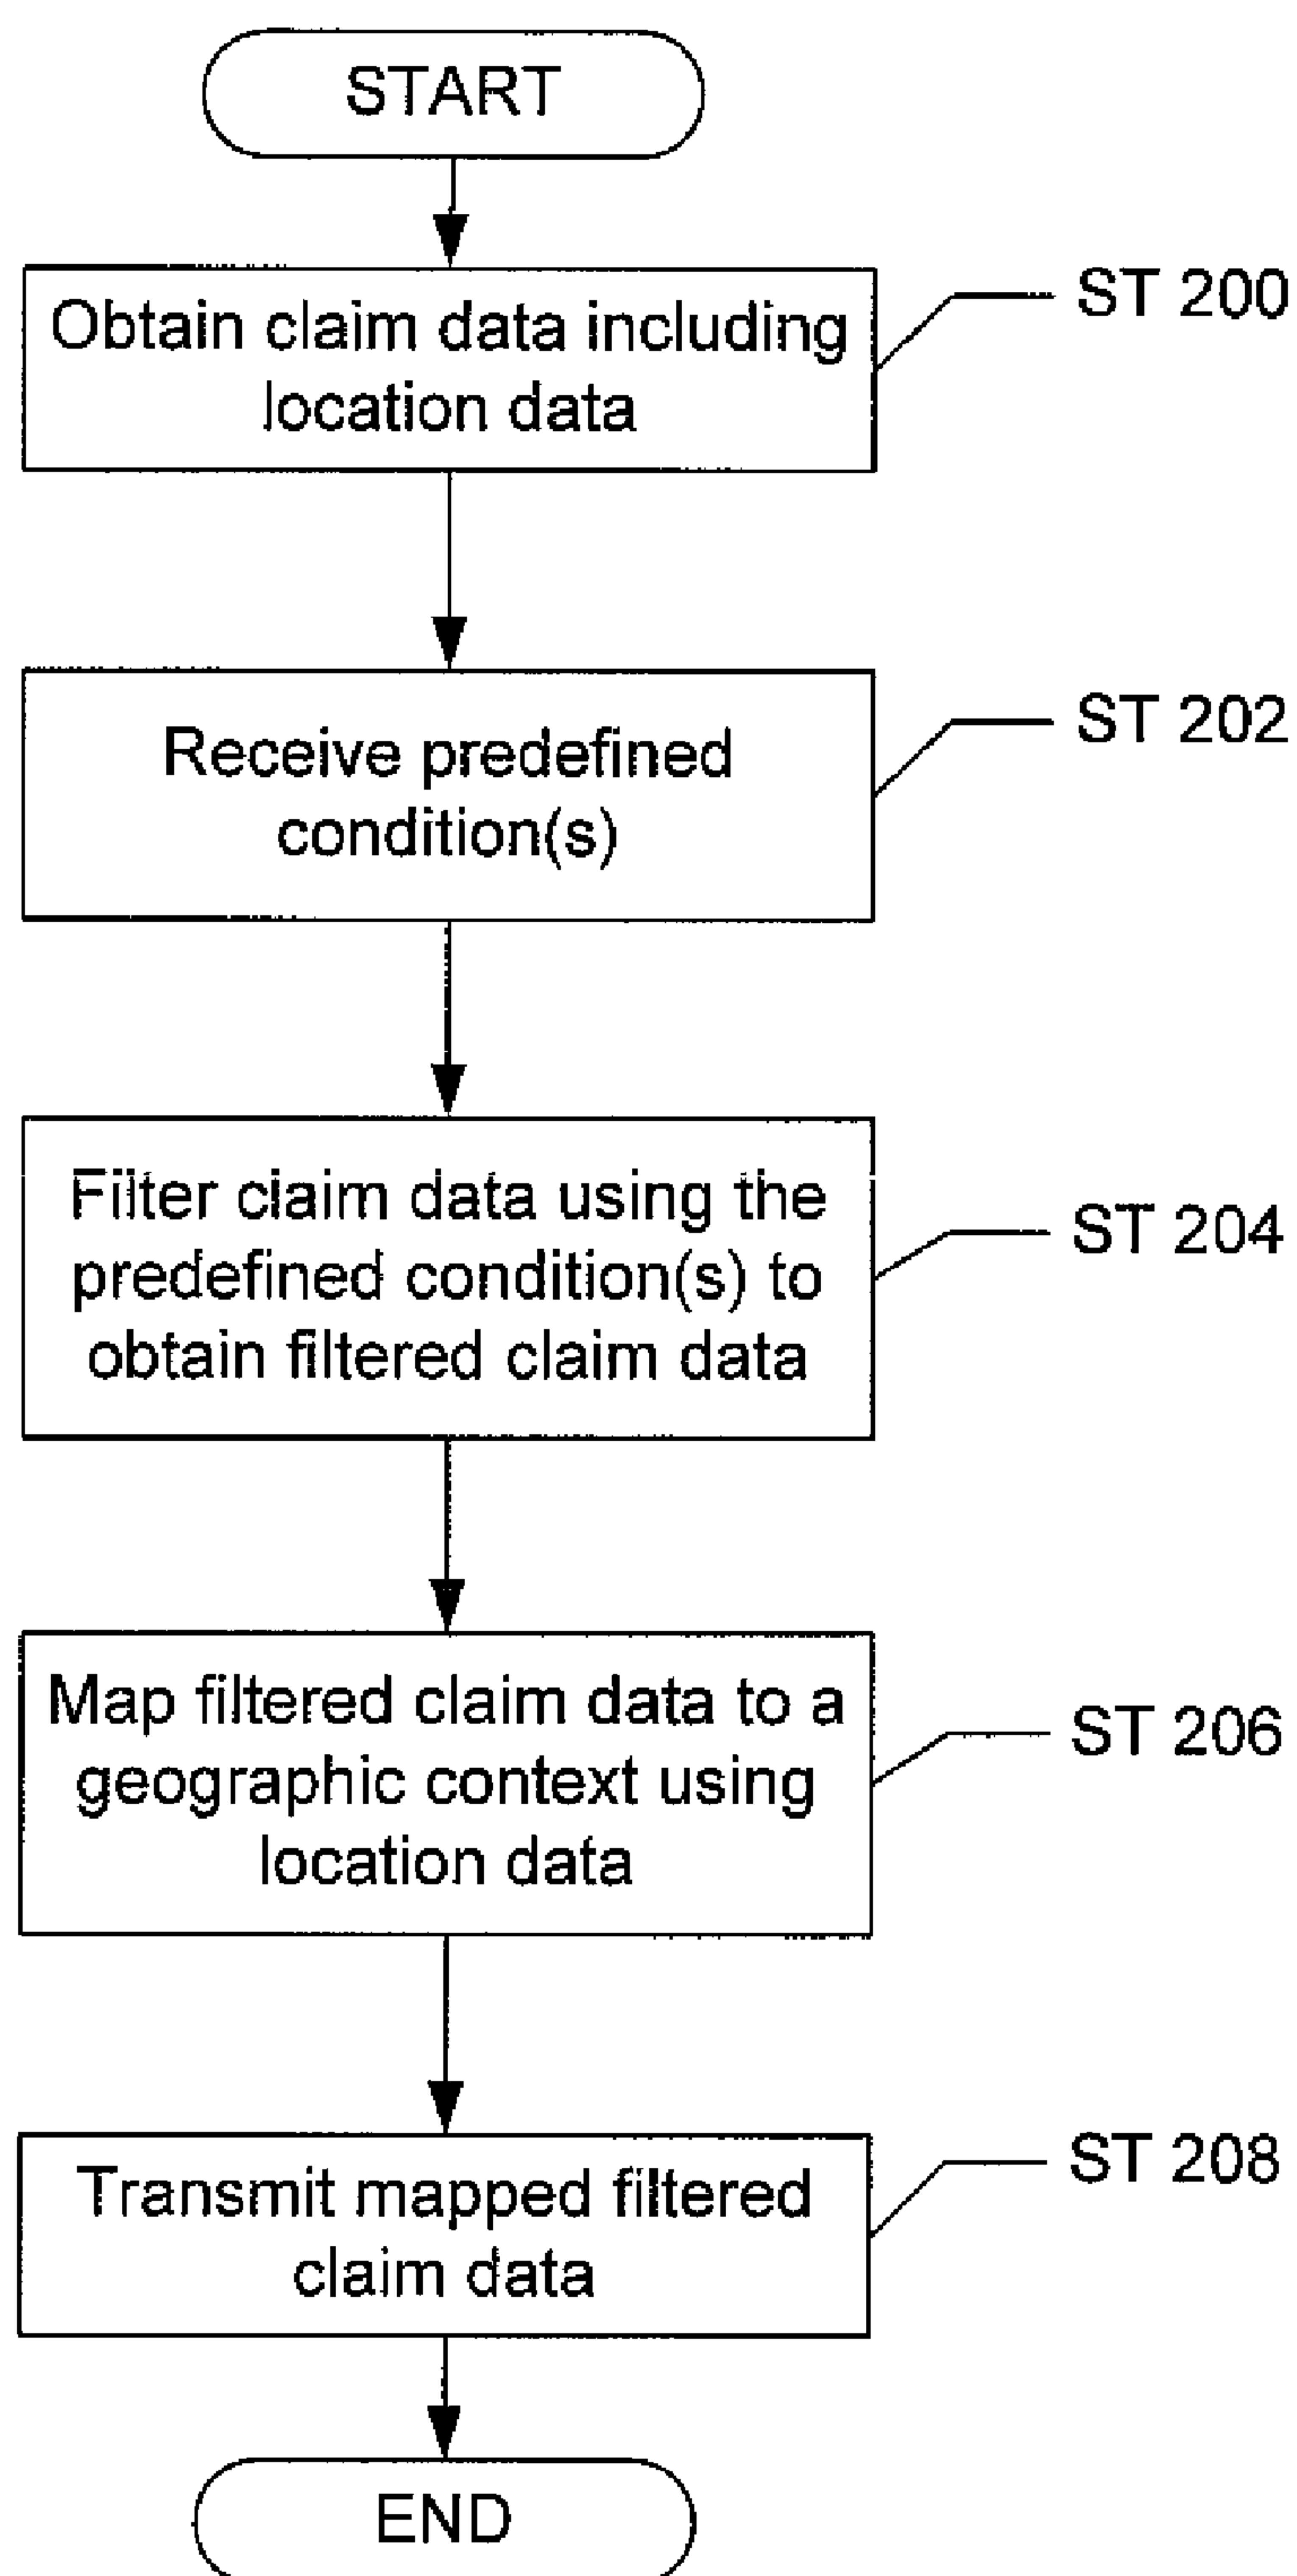 START
Obtain claim data including
location data
ST 200
Receive predefined
condition(s)
ST 202
Filter claim data using the
predefined condition(s) to
obtain filtered claim data
ST 204
Map filtered claim data to a
geographic context using
location data
ST 206
Transmit mapped filtered
claim data
ST 208
END